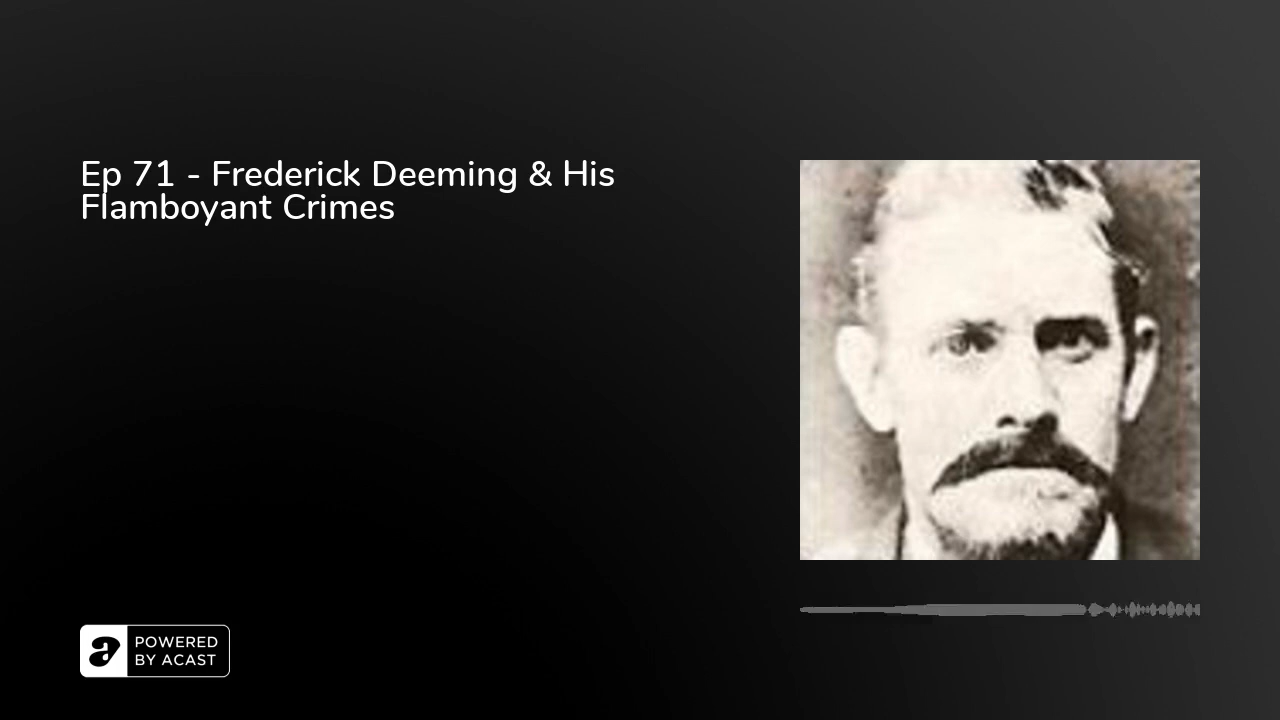 Ep 71 - Frederick Deeming & His
Flamboyant Crimes
POWERED
BY ACAST